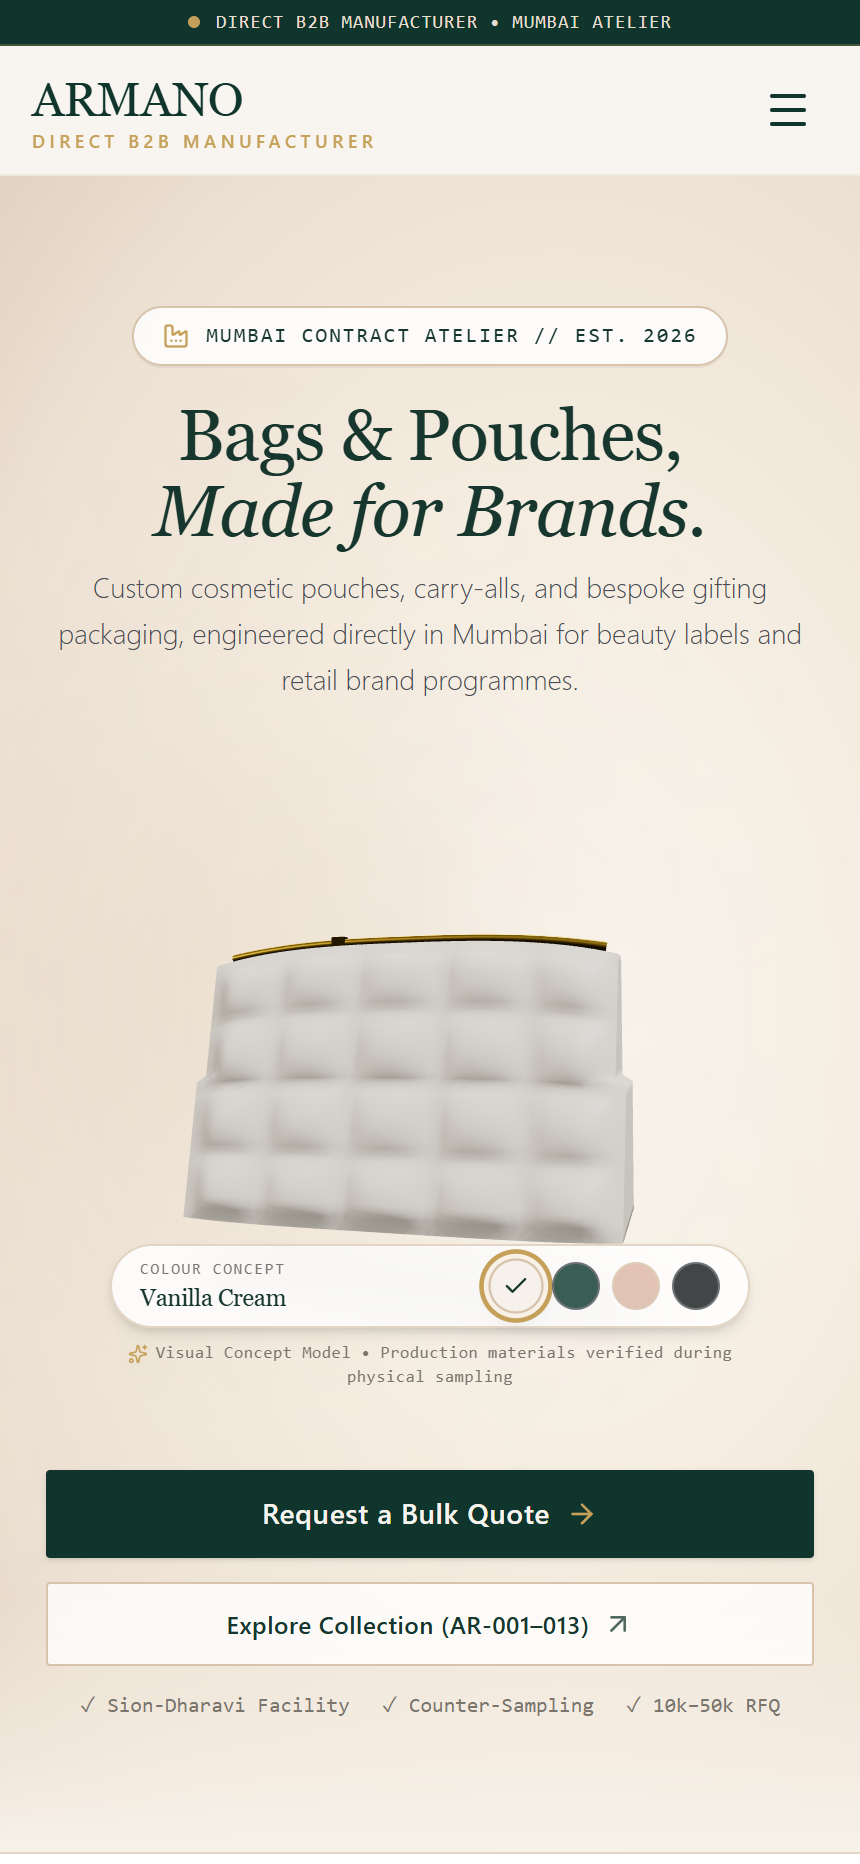 DIRECT B2B MANUFACTURER • MUMBAI ATELIER
ARMANO
DIRECT B2B MANUFACTURER
MUMBAI CONTRACT ATELIER // EST. 2026
Bags & Pouches,
Made for Brands.
Custom cosmetic pouches, carry-alls, and bespoke gifting
packaging, engineered directly in Mumbai for beauty labels and
retail brand programmes.
COLOUR CONCEPT
Vanilla Cream
Visual Concept Model • Production materials verified during
physical sampling
Request a Bulk Quote →
Explore Collection (AR-001–013) ↗
✓ Sion-Dharavi Facility ✓ Counter-Sampling ✓ 10k–50k RFQ